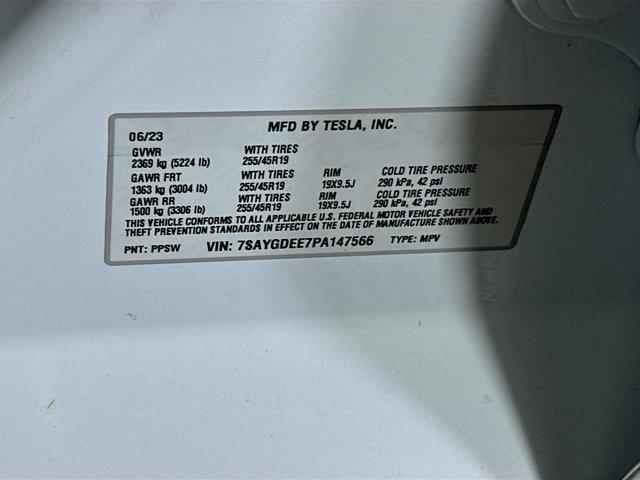 MFD BY TESLA, INC.
06/23
GVWR WITH TIRES
2369 kg (5224 lb) 255/45R19
GAWR FRT WITH TIRES RIM COLD TIRE PRESSURE
1363 kg (3004 lb) 255/45R19 19X9.5J 290 kPa, 42 psi
GAWR RR WITH TIRES RIM COLD TIRE PRESSURE
1500 kg (3306 lb) 255/45R19 19X9.5J 290 kPa, 42 psi
THIS VEHICLE CONFORMS TO ALL APPLICABLE U.S. FEDERAL MOTOR VEHICLE SAFETY AND
THEFT PREVENTION STANDARDS IN EFFECT ON THE DATE OF MANUFACTURE SHOWN ABOVE.
PNT: PPSW VIN: 7SAYGDEE7PA147566 TYPE: MPV